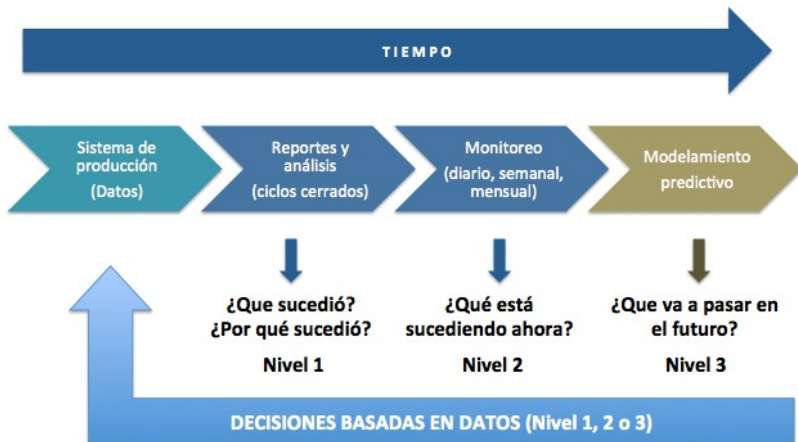 TIEMPO
Sistema de
producción
(Datos)
Reportes y
análisis
(ciclos cerrados)
Monitoreo
(diario, semanal,
mensual)
Modelamiento
predictivo
¿Que sucedió?
¿Por qué sucedió?
Nivel 1
¿Qué está
sucediendo ahora?
Nivel 2
¿Que va a pasar en
el futuro?
Nivel 3
DECISIONES BASADAS EN DATOS (Nivel 1, 2 o 3)